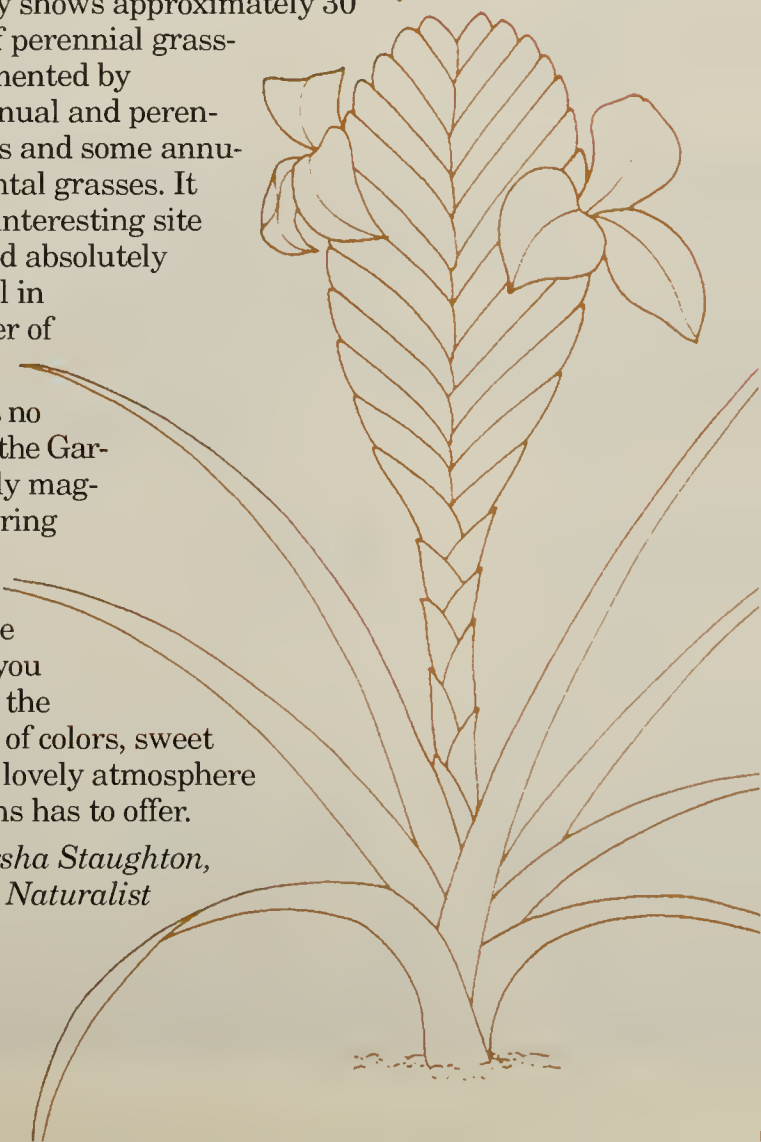 y shows approximately 30
f perennial grass-
nented by
nual and peren-
s and some annu-
ntal grasses. It
interesting site
d absolutely
l in
er of
no
the Gar-
ly mag-
ring
e
you
the
of colors, sweet
lovely atmosphere
ns has to offer.
rsha Staughton,
Naturalist